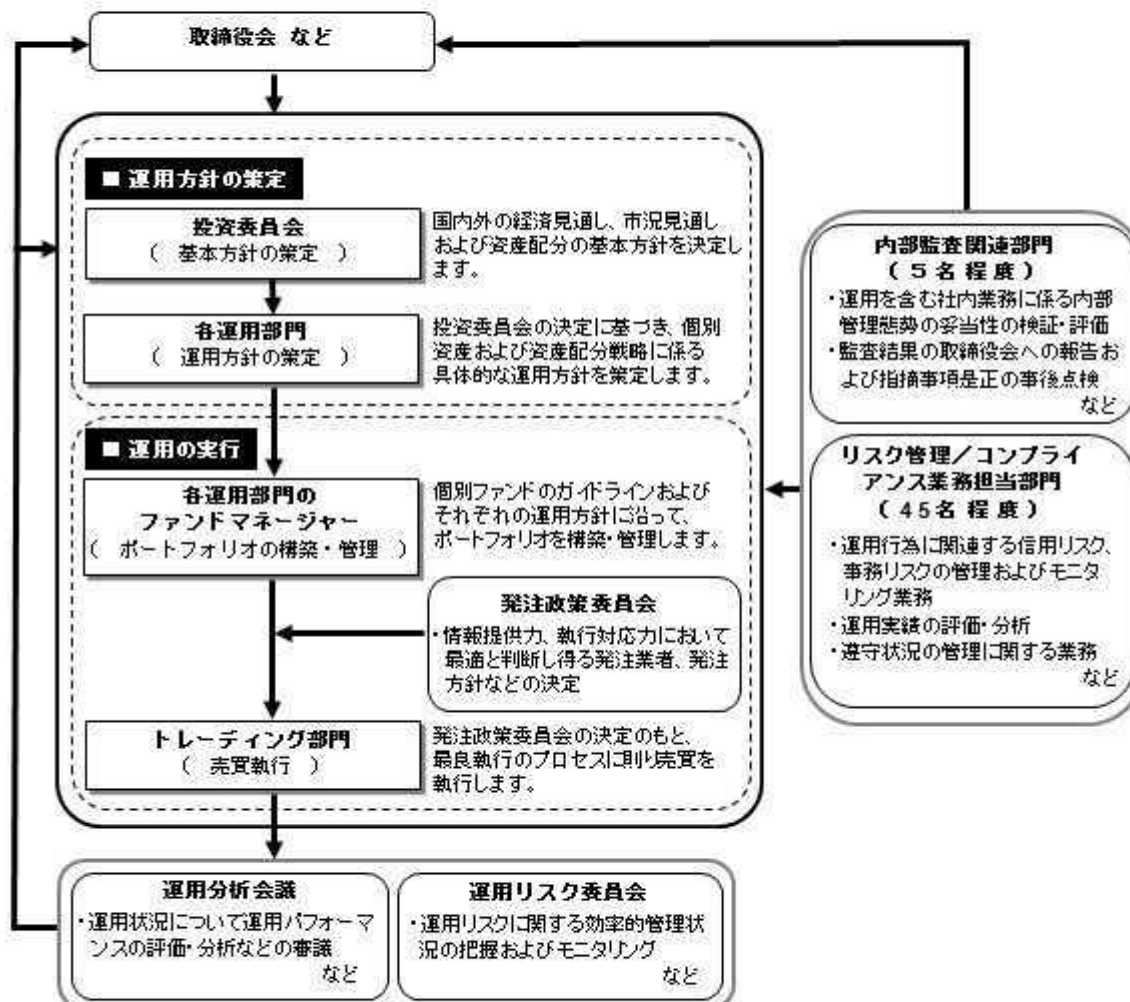 取締役会 など
■ 運用方針の策定
投資委員会
( 基本方針の策定 )
国内外の経済見通し、市況見通し
および資産配分の基本方針を決定し
ます。
各運用部門
( 運用方針の策定 )
投資委員会の決定に基づき、個別
資産および資産配分戦略に係る
具体的な運用方針を策定します。
■ 運用の実行
各運用部門の
ファンドマネージャー
( ポートフォリオの構築・管理 )
個別ファンドのガイドラインおよび
それぞれの運用方針に沿って、
ポートフォリオを構築・管理します。
発注政策委員会
・情報提供力、執行対応力において
最適と判断し得る発注業者、発注
方針などの決定
トレーディング部門
( 売買執行 )
発注政策委員会の決定のもと、
最良執行のプロセスに則り売買を
執行します。
内部監査関連部門
( 5名程度 )
・運用を含む社内業務に係る内部
管理態勢の妥当性の検証・評価
・監査結果の取締役会への報告お
よび指摘事項是正の事後点検
など
リスク管理/コンプライ
アンス業務担当部門
( 45名程度 )
・運用行為に関連する信用リスク、
事務リスクの管理およびモニタ
リング業務
・運用実績の評価・分析
・遵守状況の管理に関する業務
など
運用分析会議
・運用状況について運用パフォーマ
ンスの評価・分析などの審議
など
運用リスク委員会
・運用リスクに関する効率的管理状
況の把握およびモニタリング
など